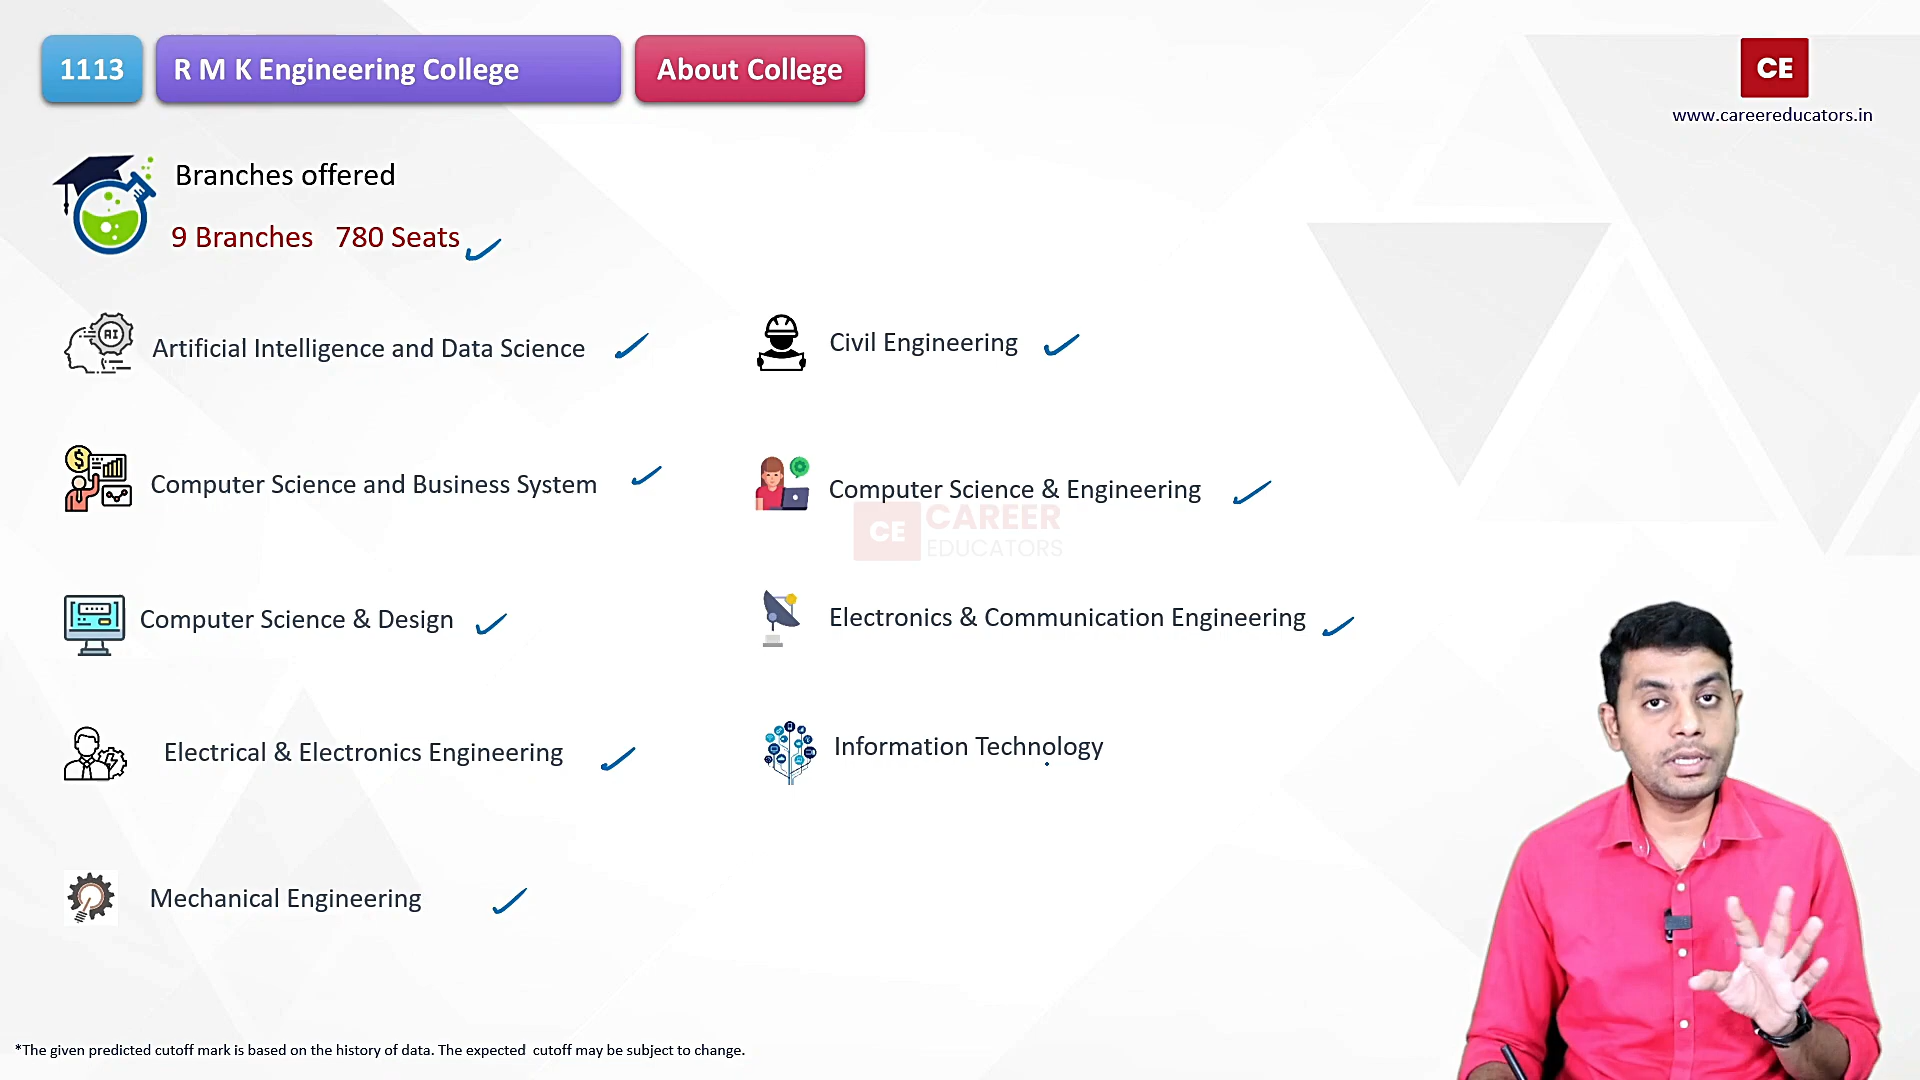 1113
R M K Engineering College
About College
CE
www.careereducators.in
Branches offered
9 Branches 780 Seats
AI
Artificial Intelligence and Data Science
Civil Engineering
$
Computer Science and Business System
Computer Science & Engineering
CE CAREER
EDUCATORS
Computer Science & Design
Electronics & Communication Engineering
Electrical & Electronics Engineering
Information Technology
Mechanical Engineering
*The given predicted cutoff mark is based on the history of data. The expected cutoff may be subject to change.